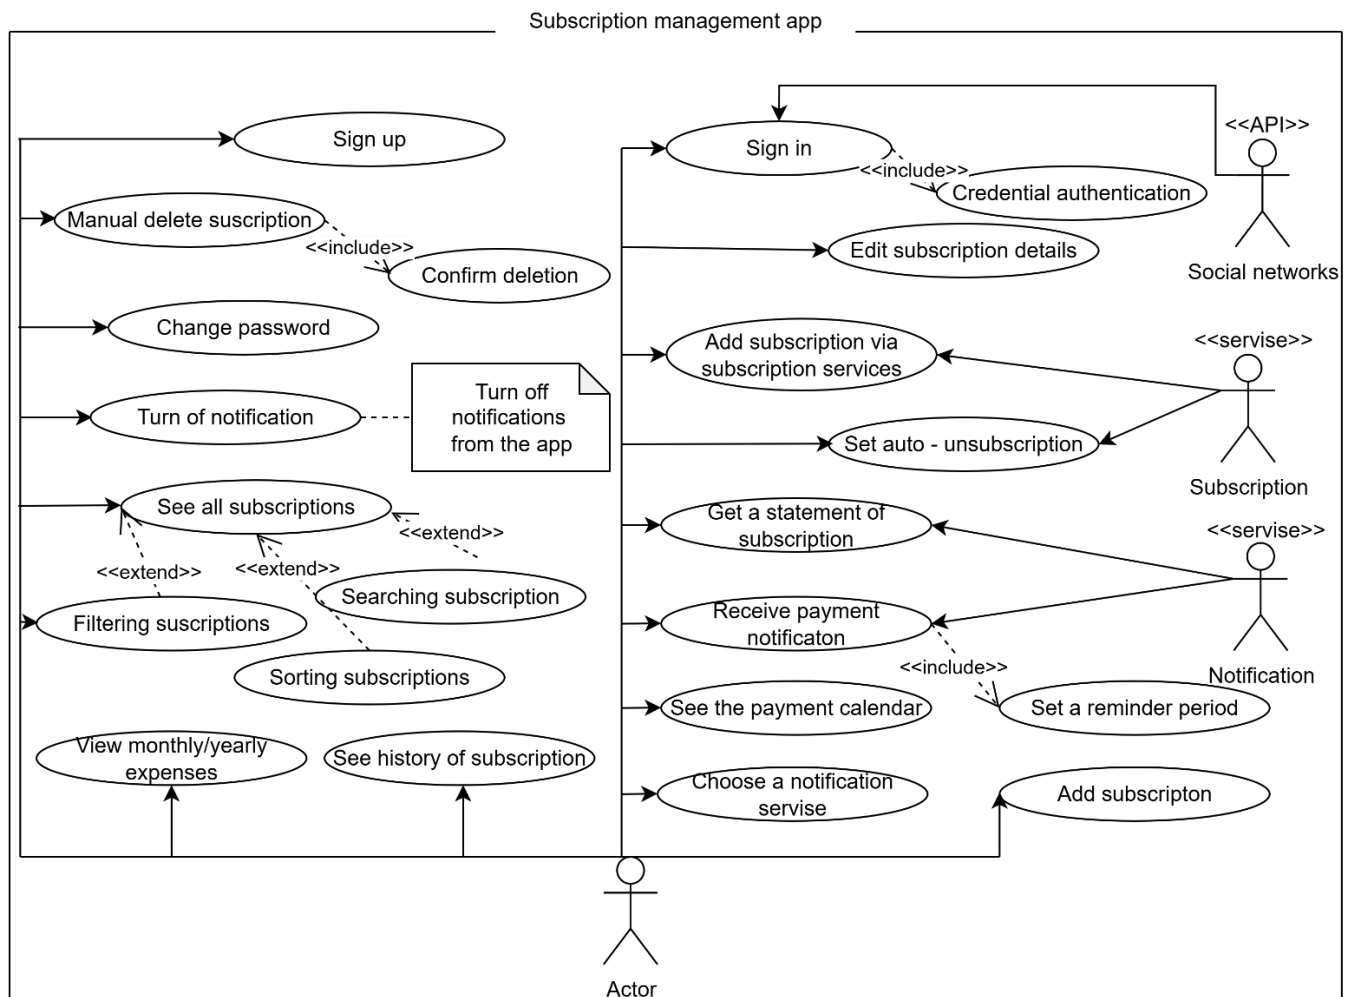 Subscription management app
Sign up
Manual delete suscription
<<include>>
Confirm deletion
Change password
Turn of notification
Turn off
notifications
from the app
See all subscriptions
<<extend>>
<<extend>>
<<extend>>
Searching subscription
Filtering suscriptions
Sorting subscriptions
View monthly/yearly
expenses
See history of subscription
Sign in
<<include>>
Credential authentication
<<API>>
Social networks
Edit subscription details
Add subscription via
subscription services
<<servise>>
Subscription
Set auto - unsubscription
Get a statement of
subscription
<<servise>>
Notification
Receive payment
notificaton
<<include>>
See the payment calendar
Set a reminder period
Choose a notification
servise
Add subscripton
Actor